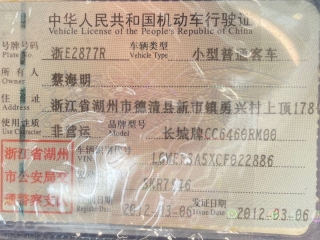 中华人民共和国机动车行驶证
Vehicle License of the People's Republic of China
号牌号码 浙E2877R 车辆类型 小型普通客车
Plate No. Vehicle Type
所有人 蔡海明
Owner
住址 浙江省湖州市德清县新市镇勇兴村上顶17.8
Address
使用性质 非营运 品牌型号 长城牌CC6460RM00
Use Character Model
浙江省湖州 车辆识别代号
VIN
市公安局交
Engine No.
注册日期 2012-03-06 发证日期 2012-03-06
Register Date Issue Date